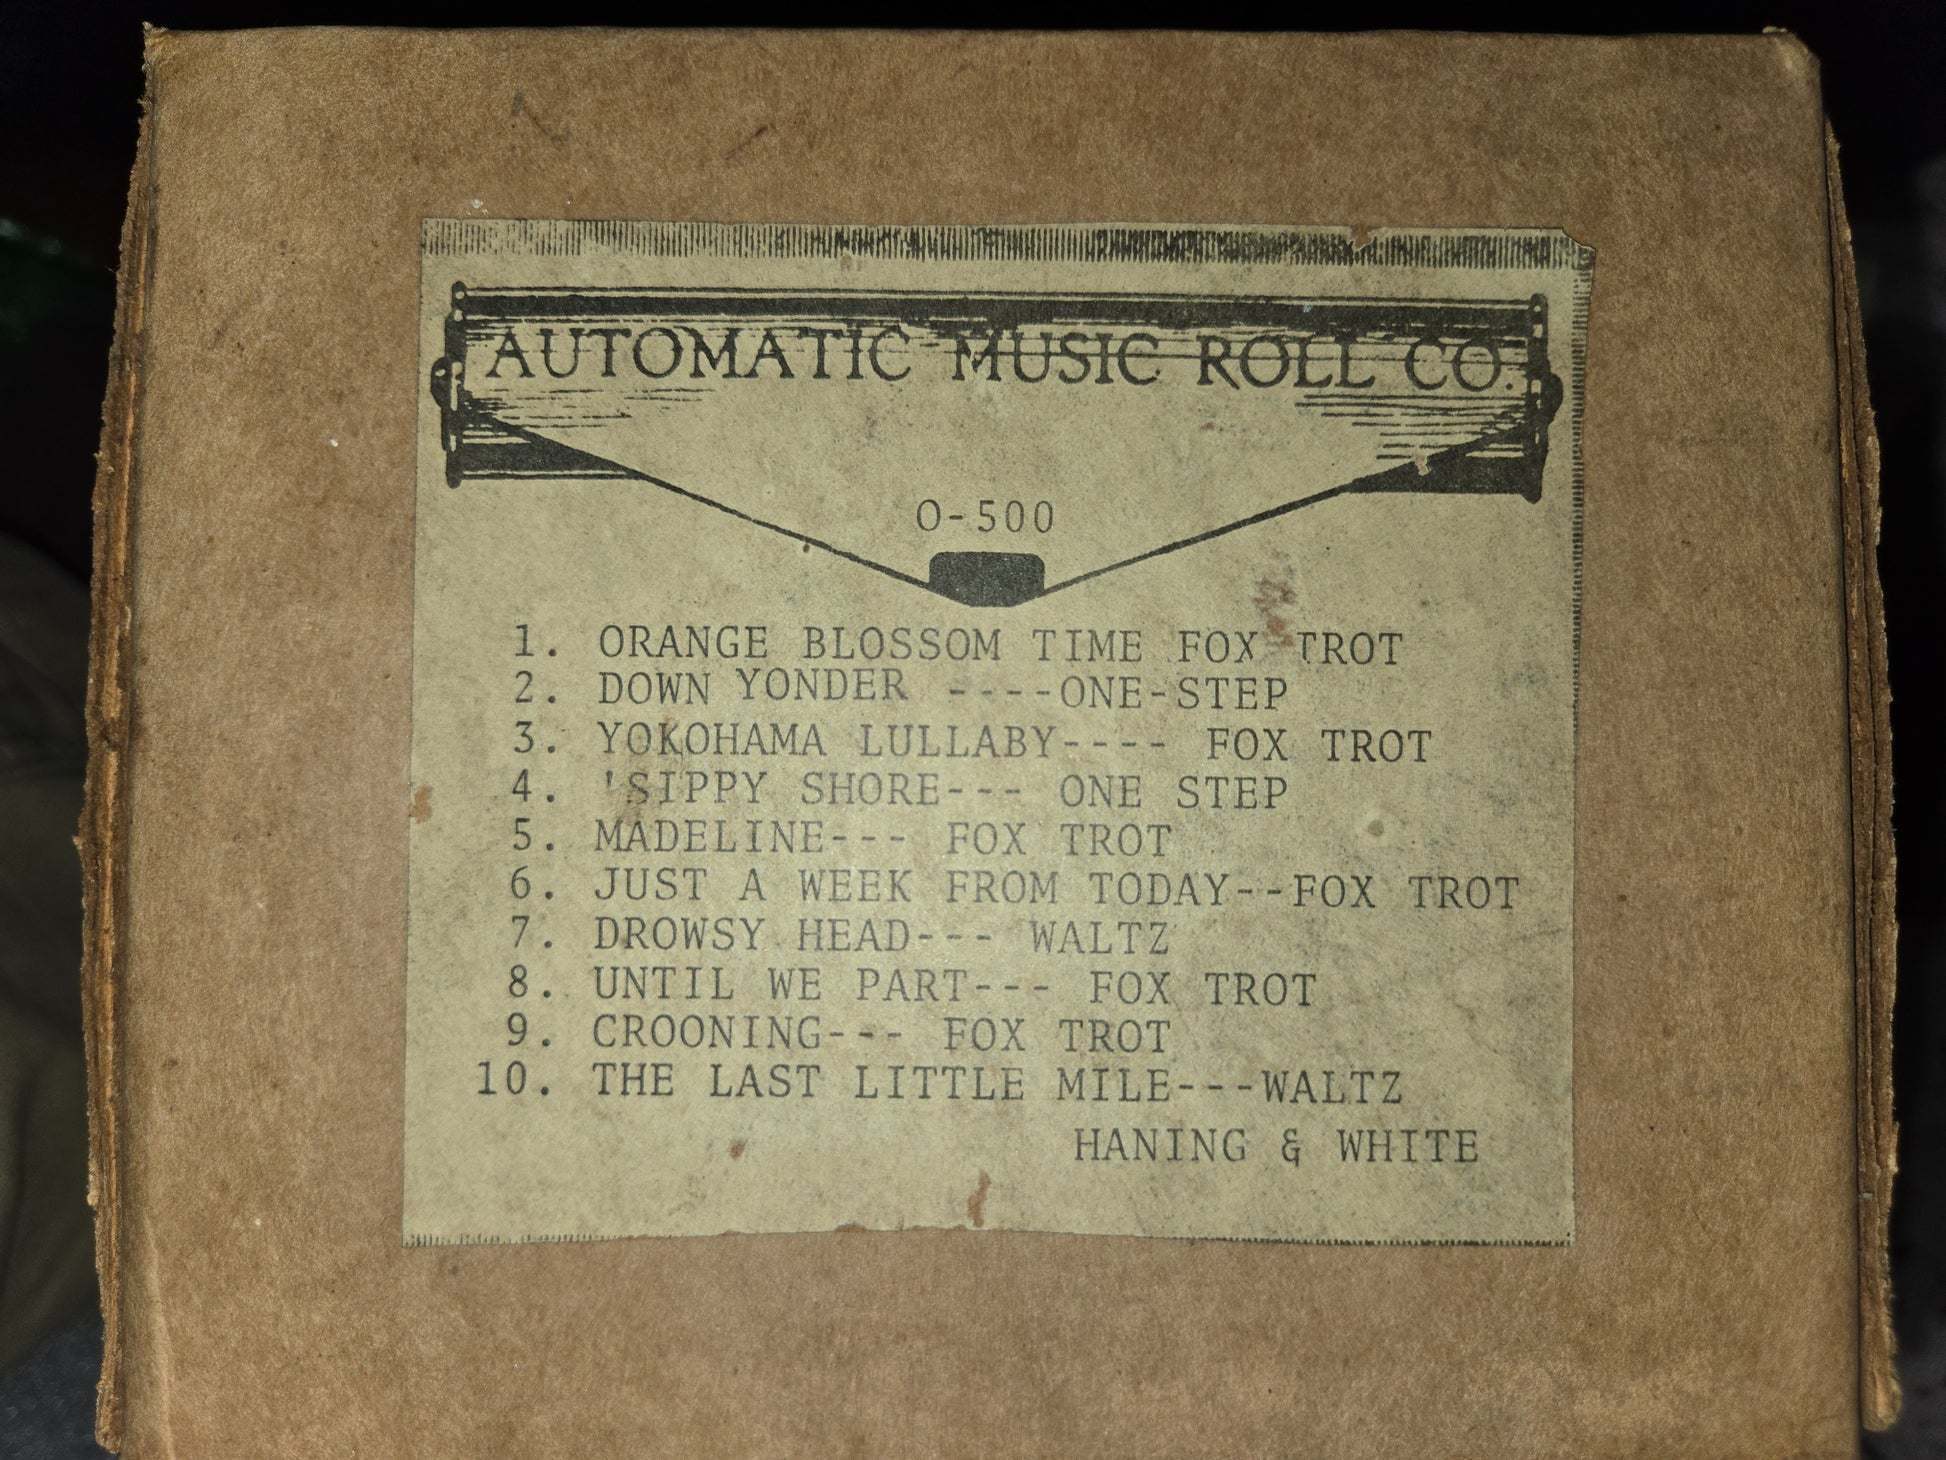 AUTOMATIC MUSIC ROLL CO.
O-500
1. ORANGE BLOSSOM TIME FOX TROT
2. DOWN YONDER ----ONE-STEP
3. YOKOHAMA LULLABY---- FOX TROT
4. 'SIPPY SHORE--- ONE STEP
5. MADELINE--- FOX TROT
6. JUST A WEEK FROM TODAY--FOX TROT
7. DROWSY HEAD--- WALTZ
8. UNTIL WE PART--- FOX TROT
9. CROONING--- FOX TROT
10. THE LAST LITTLE MILE---WALTZ
HANING & WHITE